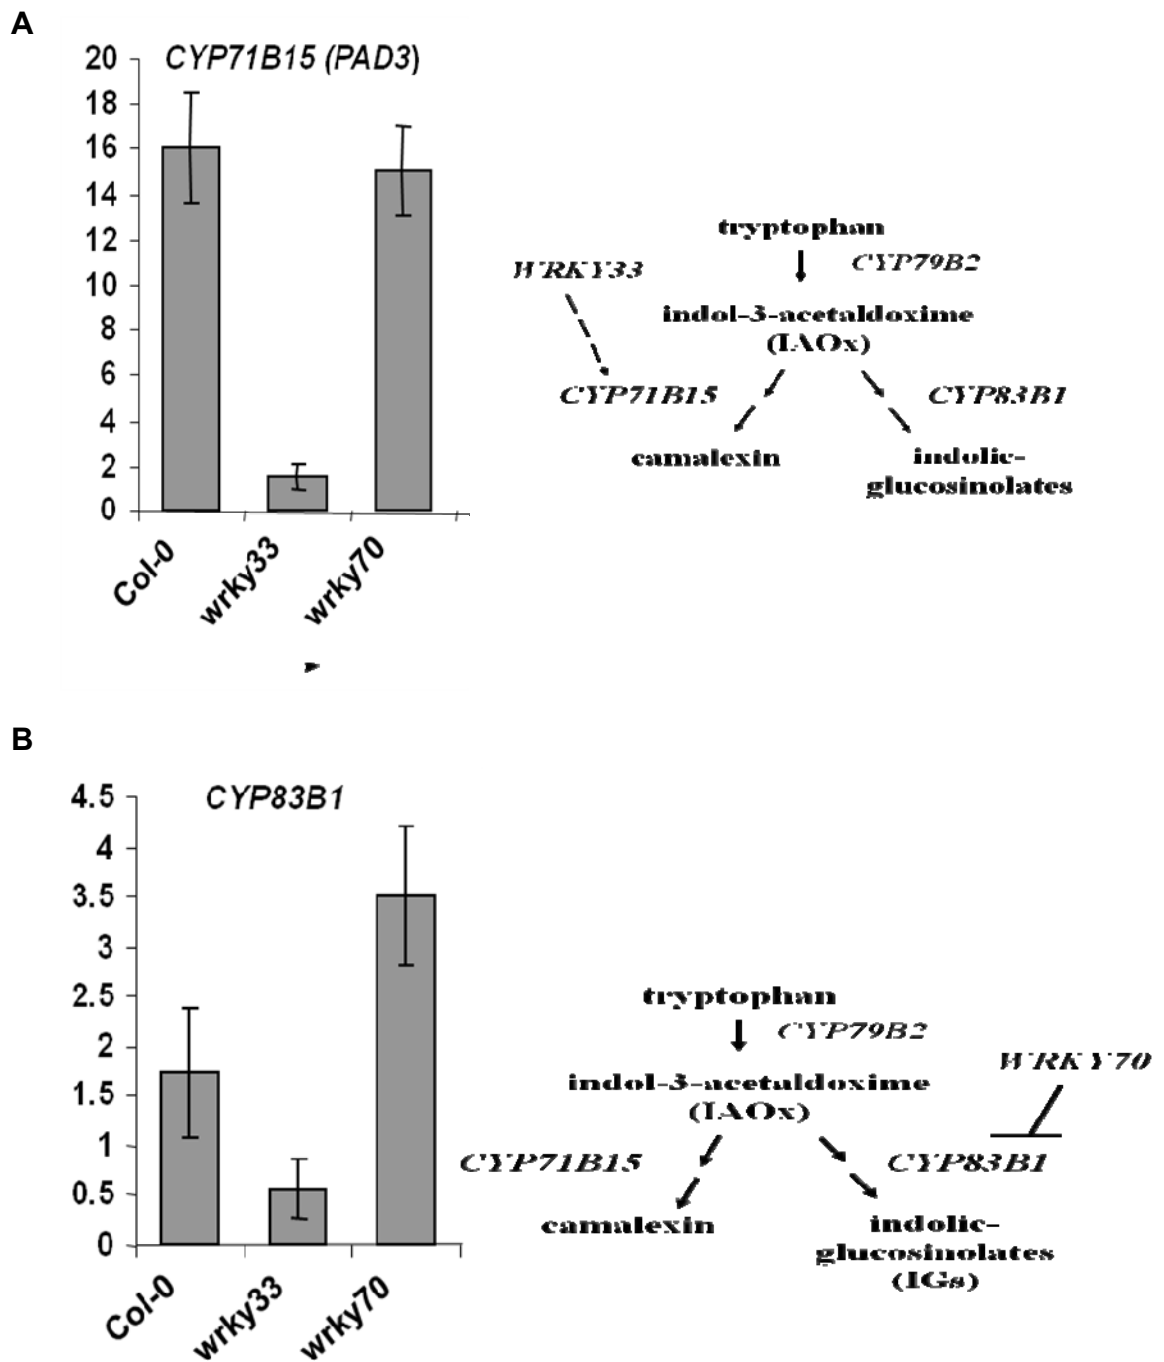 A
CYP71B15 (PAD3)
20
18
16
14
12
10
8
6
4
2
0
Col-0
wrky33
wrky70
tryptophan
CYP79B2
WRKY33
indol-3-acetaldoxime
(IAOx)
CYP71B15
CYP83B1
camalexin
indolic-
glucosinolates
B
CYP83B1
4.5
4
3.5
3
2.5
2
1.5
1
0.5
0
Col-0
wrky33
wrky70
tryptophan
CYP79B2
WRKY70
indol-3-acetaldoxime
(IAOx)
CYP71B15
CYP83B1
camalexin
indolic-
glucosinolates
(IGs)